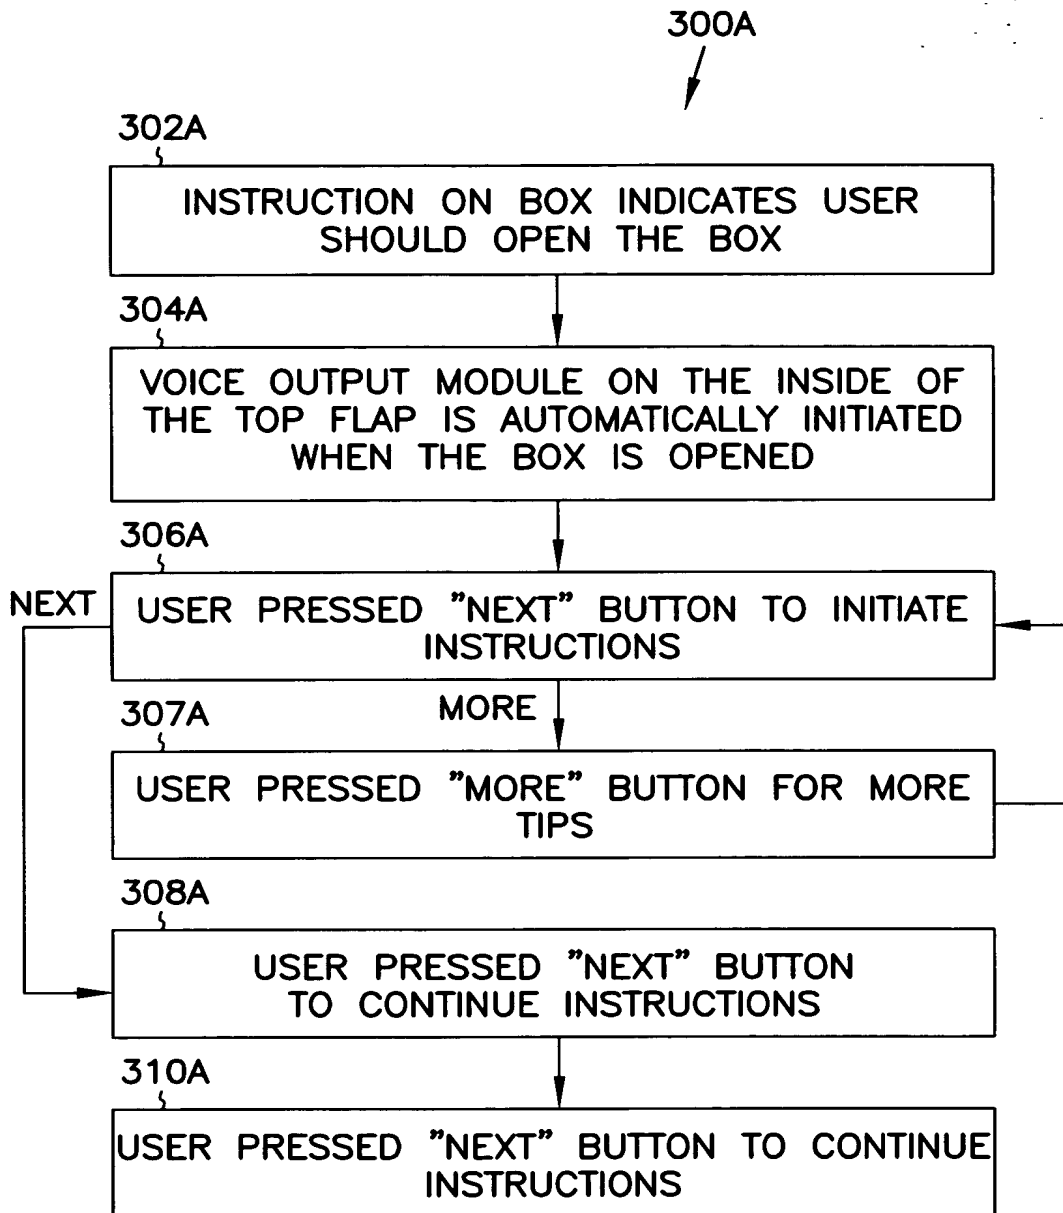 300A
302A
INSTRUCTION ON BOX INDICATES USER
SHOULD OPEN THE BOX
304A
VOICE OUTPUT MODULE ON THE INSIDE OF
THE TOP FLAP IS AUTOMATICALLY INITIATED
WHEN THE BOX IS OPENED
306A
NEXT
USER PRESSED "NEXT" BUTTON TO INITIATE
INSTRUCTIONS
MORE
307A
USER PRESSED "MORE" BUTTON FOR MORE
TIPS
308A
USER PRESSED "NEXT" BUTTON
TO CONTINUE INSTRUCTIONS
310A
USER PRESSED "NEXT" BUTTON TO CONTINUE
INSTRUCTIONS